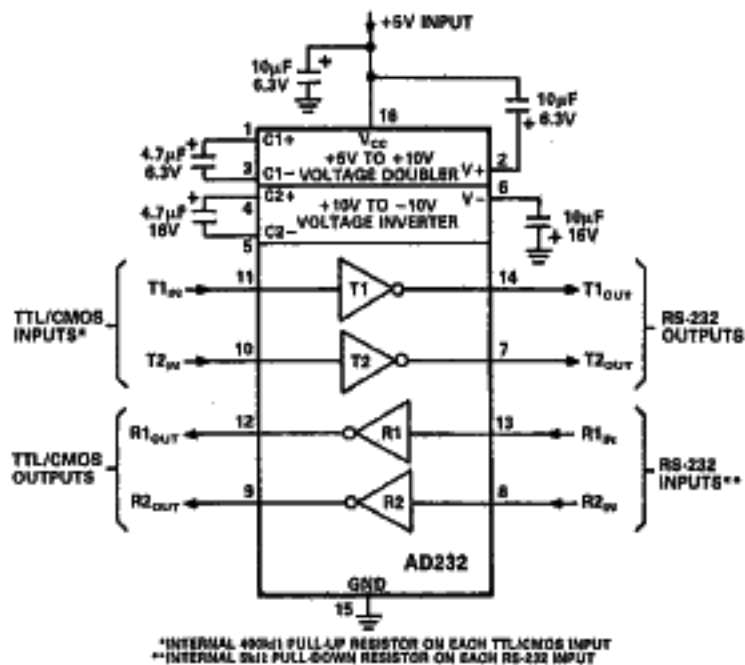 +5V INPUT
10µF
6.3V
+
10µF
6.3V
+
16
VCC
1
C1+
+5V TO +10V
VOLTAGE DOUBLER
V+
2
+
4.7µF
6.3V
3
C1−
6
V−
C2+
+10V TO −10V
VOLTAGE INVERTER
4
+
4.7µF
16V
10µF
+ 16V
C2−
5
11
T1
14
T1IN
T1OUT
TTL/CMOS
INPUTS*
RS-232
OUTPUTS
10
T2
7
T2IN
T2OUT
12
R1
13
R1OUT
R1IN
TTL/CMOS
OUTPUTS
RS-232
INPUTS**
9
R2
8
R2OUT
R2IN
AD232
GND
15
*INTERNAL 400kΩ PULL-UP RESISTOR ON EACH TTL/CMOS INPUT
**INTERNAL 5kΩ PULL-DOWN RESISTOR ON EACH RS-232 INPUT